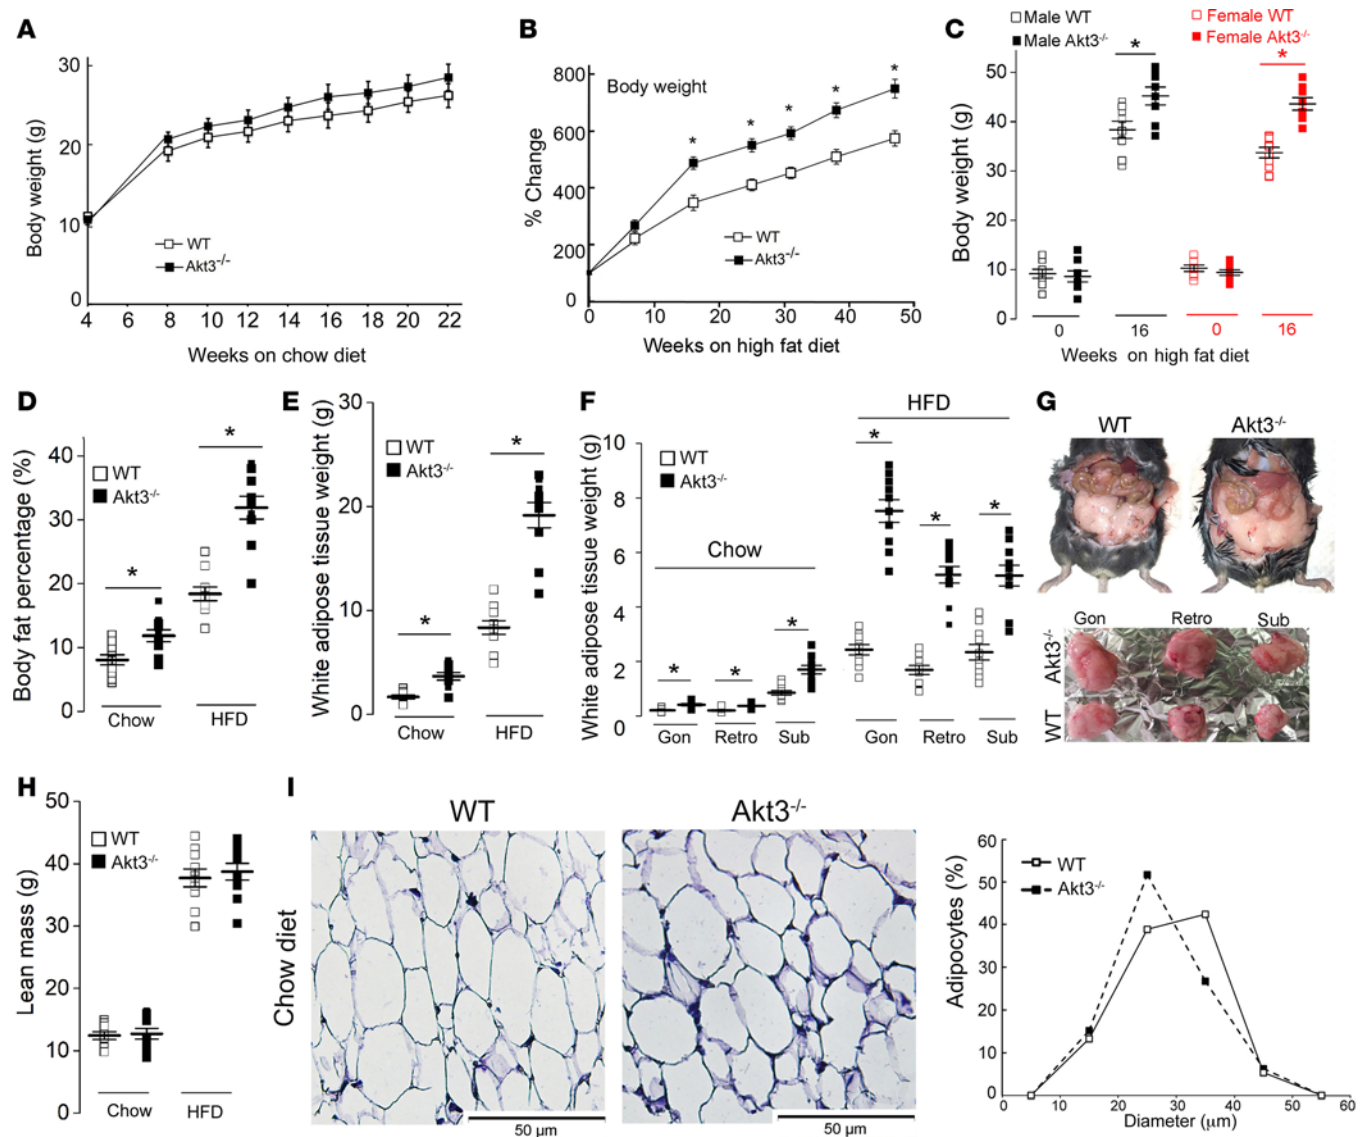 A
Body weight (g)
30
20
10
0
WT
Akt3-/-
4 6 8 10 12 14 16 18 20 22
Weeks on chow diet
B
% Change
800
600
400
200
0
Body weight
* * * * *
WT
Akt3-/-
0 10 20 30 40 50
Weeks on high fat diet
C
Male WT
Male Akt3-/-
Female WT
Female Akt3-/-
Body weight (g)
50
40
30
20
10
0
* *
0 16 0 16
Weeks on high fat diet
D
Body fat percentage (%)
40
30
20
10
0
WT
Akt3-/-
* *
Chow HFD
E
White adipose tissue weight (g)
30
20
10
0
WT
Akt3-/-
* *
Chow HFD
F
White adipose tissue weight (g)
10
8
6
4
2
0
WT
Akt3-/-
Chow
HFD
* * * * * *
Gon Retro Sub Gon Retro Sub
G
WT Akt3-/-
Gon Retro Sub
Akt3-/-
WT
H
Lean mass (g)
50
40
30
20
10
0
WT
Akt3-/-
Chow HFD
I
WT Akt3-/-
Chow diet
50 µm 50 µm
Adipocytes (%)
60
50
40
30
20
10
0
WT
Akt3-/-
0 10 20 30 40 50 60
Diameter (µm)